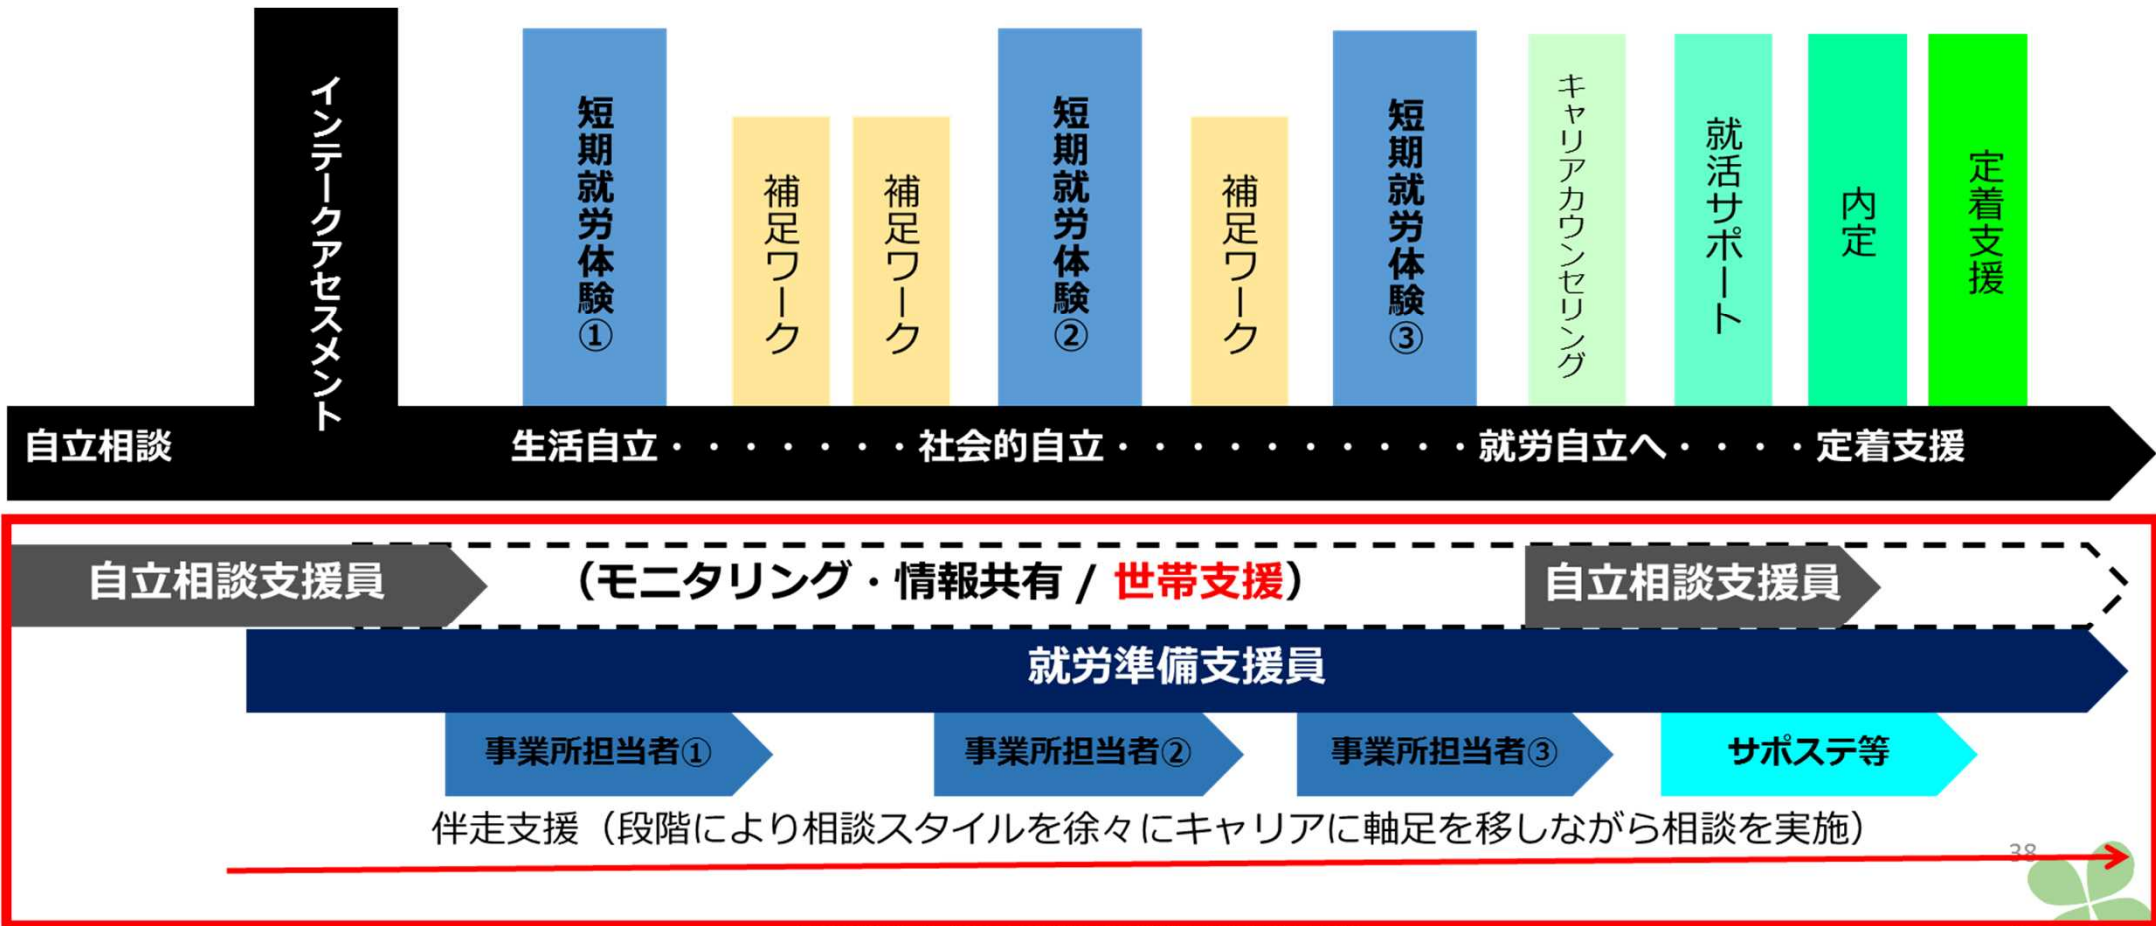 インテークアセスメント
短期就労体験①
補足ワーク
補足ワーク
短期就労体験②
補足ワーク
短期就労体験③
キャリアカウンセリング
就活サポート
内定
定着支援
自立相談
生活自立・・・・・・・社会的自立・・・・・・・・・・就労自立へ・・・・定着支援
自立相談支援員
（モニタリング・情報共有 / 世帯支援）
自立相談支援員
就労準備支援員
事業所担当者①
事業所担当者②
事業所担当者③
サポステ等
伴走支援（段階により相談スタイルを徐々にキャリアに軸足を移しながら相談を実施）
38